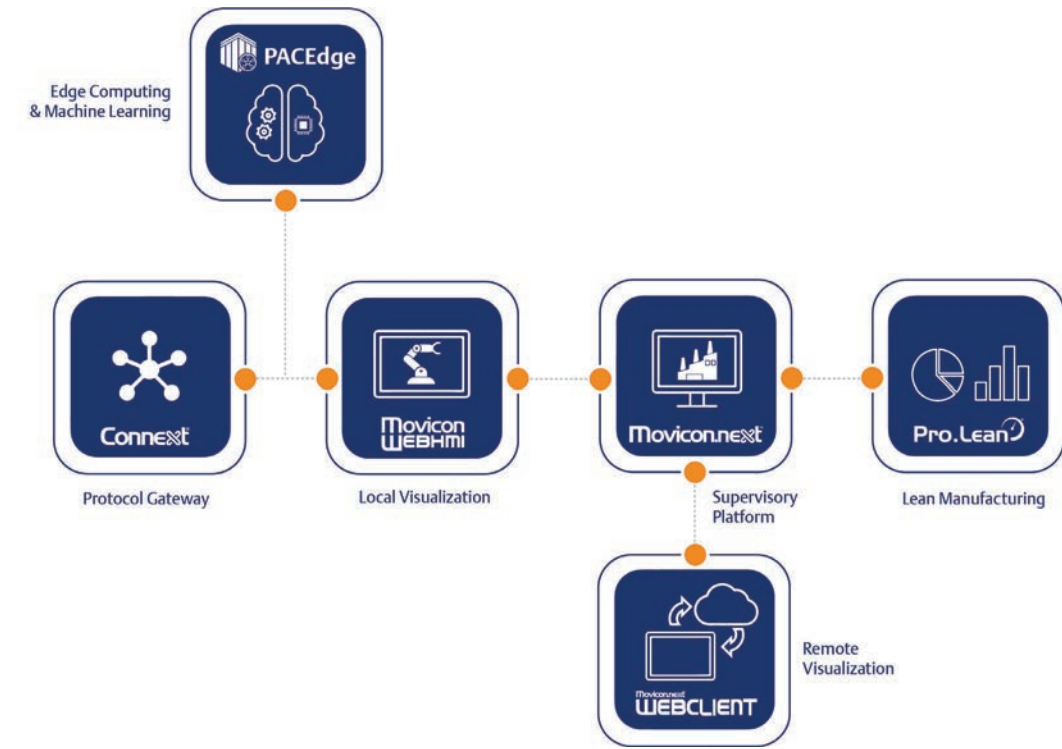 PACEdge
Edge Computing
& Machine Learning
Connext
Protocol Gateway
Movicon
WEBHMI
Local Visualization
Movicon.next
Supervisory
Platform
Pro.Lean
Lean Manufacturing
Movicon.next
WEBCLIENT
Remote
Visualization